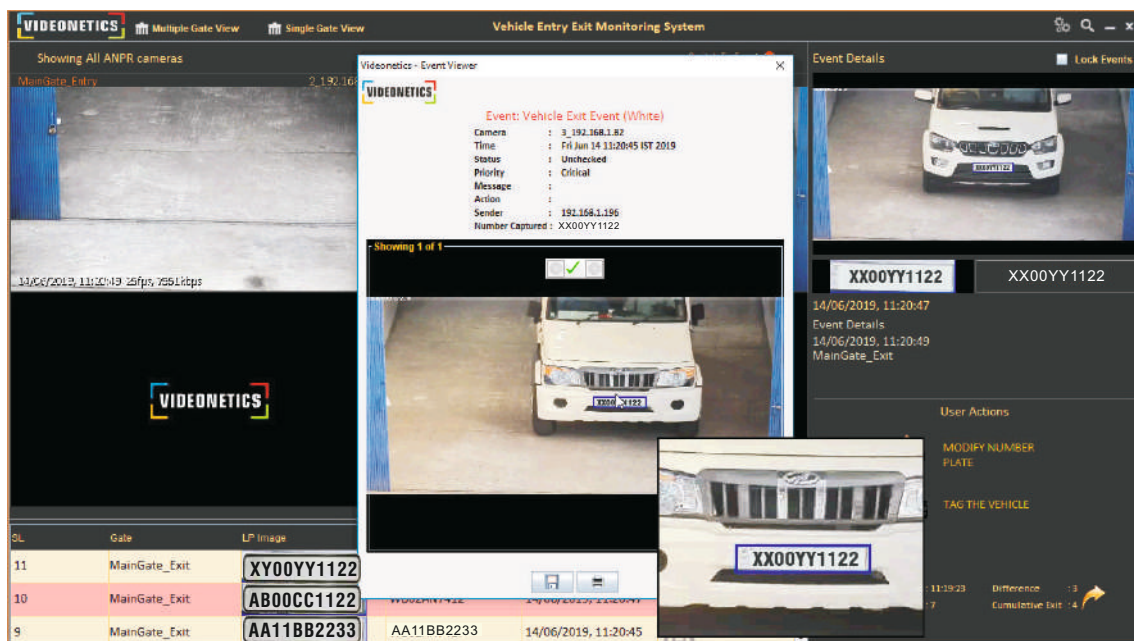 VIDEONETICS
Multiple Gate View
Single Gate View
Vehicle Entry Exit Monitoring System
Showing All ANPR cameras
MainGate_Entry
2_192.168
14/06/2019, 11:20:49 25fps, 7951kbps
VIDEONETICS
Videonetics - Event Viewer
VIDEONETICS
Event: Vehicle Exit Event (White)
Camera : 3_192.168.1.82
Time : Fri Jun 14 11:20:45 IST 2019
Status : Unchecked
Priority : Critical
Message :
Action :
Sender : 192.168.1.196
Number Captured : XX00YY1122
Showing 1 of 1
XX00YY1122
XX00YY1122
Event Details
Lock Events
XX00YY1122
XX00YY1122
XX00YY1122
14/06/2019, 11:20:47
Event Details
14/06/2019, 11:20:49
MainGate_Exit
User Actions
MODIFY NUMBER
PLATE
TAG THE VEHICLE
: 11:19:23 Difference : 3
: 7 Cumulative Exit : 4
SL Gate LP Image
11 MainGate_Exit XY00YY1122
10 MainGate_Exit AB00CC1122 14/06/2019, 11:20:47
9 MainGate_Exit AA11BB2233 AA11BB2233 14/06/2019, 11:20:45